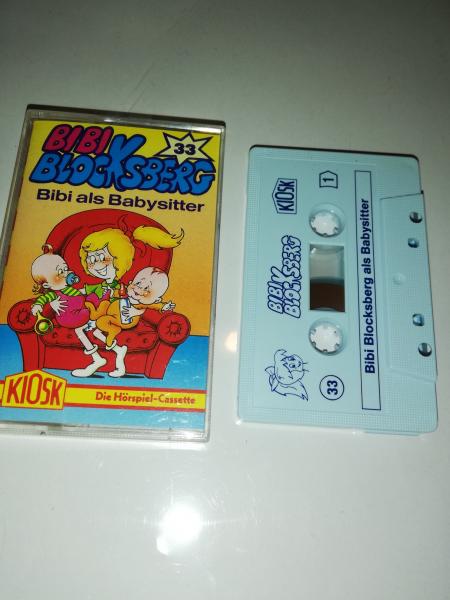 BIBI
BLOCKSBERG
33
Bibi als Babysitter
KIOSK
Die Hörspiel-Cassette
KIOSK
1
BIBI
BLOCKSBERG
33
Bibi Blocksberg als Babysitter